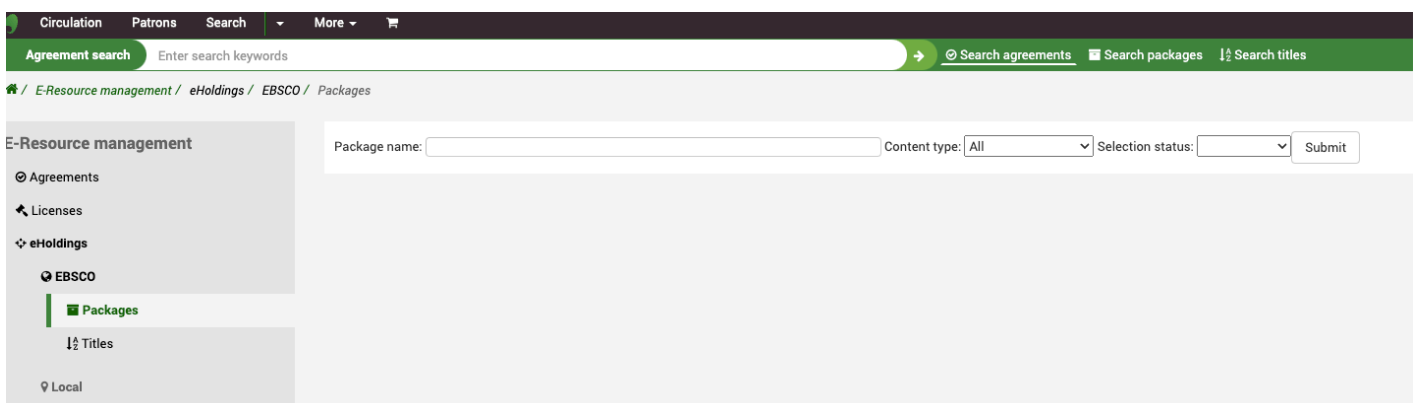 Circulation Patrons Search More
Agreement search Enter search keywords Search agreements Search packages Search titles
/ E-Resource management / eHoldings / EBSCO / Packages
E-Resource management
Package name: Content type: All Selection status: Submit
Agreements
Licenses
eHoldings
EBSCO
Packages
Titles
Local